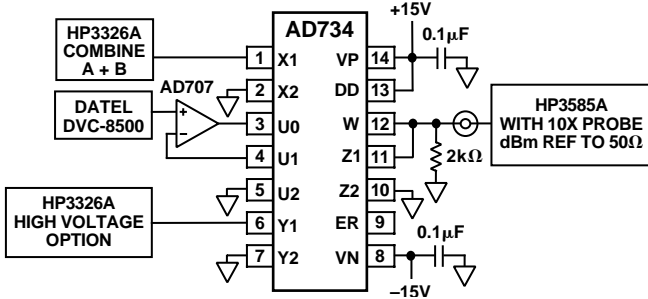 AD734
HP3326A
COMBINE
A + B
DATEL
DVC-8500
AD707
+
−
HP3326A
HIGH VOLTAGE
OPTION
1 X1
2 X2
3 U0
4 U1
5 U2
6 Y1
7 Y2
VP 14
DD 13
W 12
Z1 11
Z2 10
ER 9
VN 8
+15V
0.1µF
2kΩ
HP3585A
WITH 10X PROBE
dBm REF TO 50Ω
0.1µF
–15V